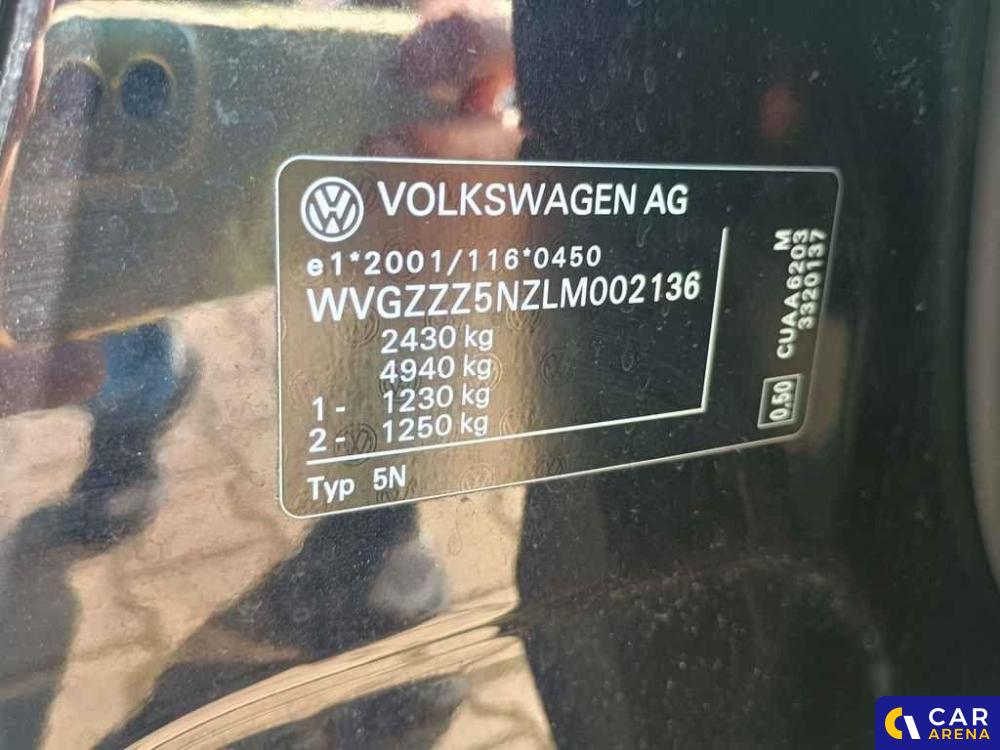 VOLKSWAGEN AG
e1*2001/116*0450
WVGZZZ5NZLM002136
2430 kg
4940 kg
1- 1230 kg
2- 1250 kg
Typ 5N
M
CUAA6203
3320137
0.50
CAR
ARENA